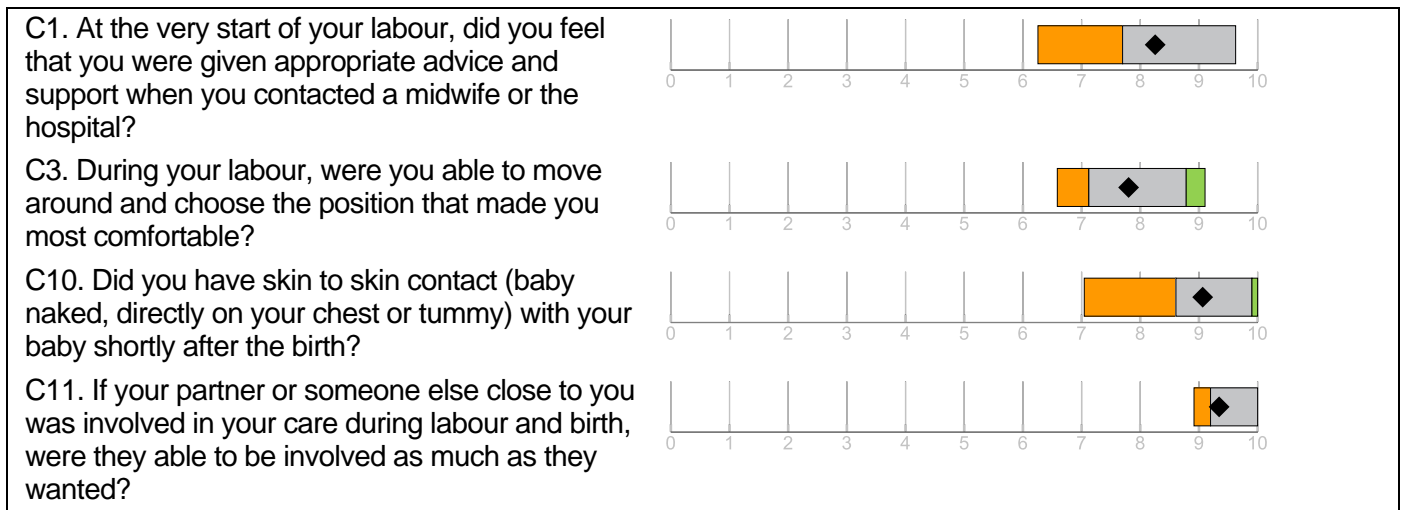 C1. At the very start of your labour, did you feel
that you were given appropriate advice and
support when you contacted a midwife or the
hospital?
0 1 2 3 4 5 6 7 8 9 10
C3. During your labour, were you able to move
around and choose the position that made you
most comfortable?
0 1 2 3 4 5 6 7 8 9 10
C10. Did you have skin to skin contact (baby
naked, directly on your chest or tummy) with your
baby shortly after the birth?
0 1 2 3 4 5 6 7 8 9 10
C11. If your partner or someone else close to you
was involved in your care during labour and birth,
were they able to be involved as much as they
wanted?
0 1 2 3 4 5 6 7 8 9 10